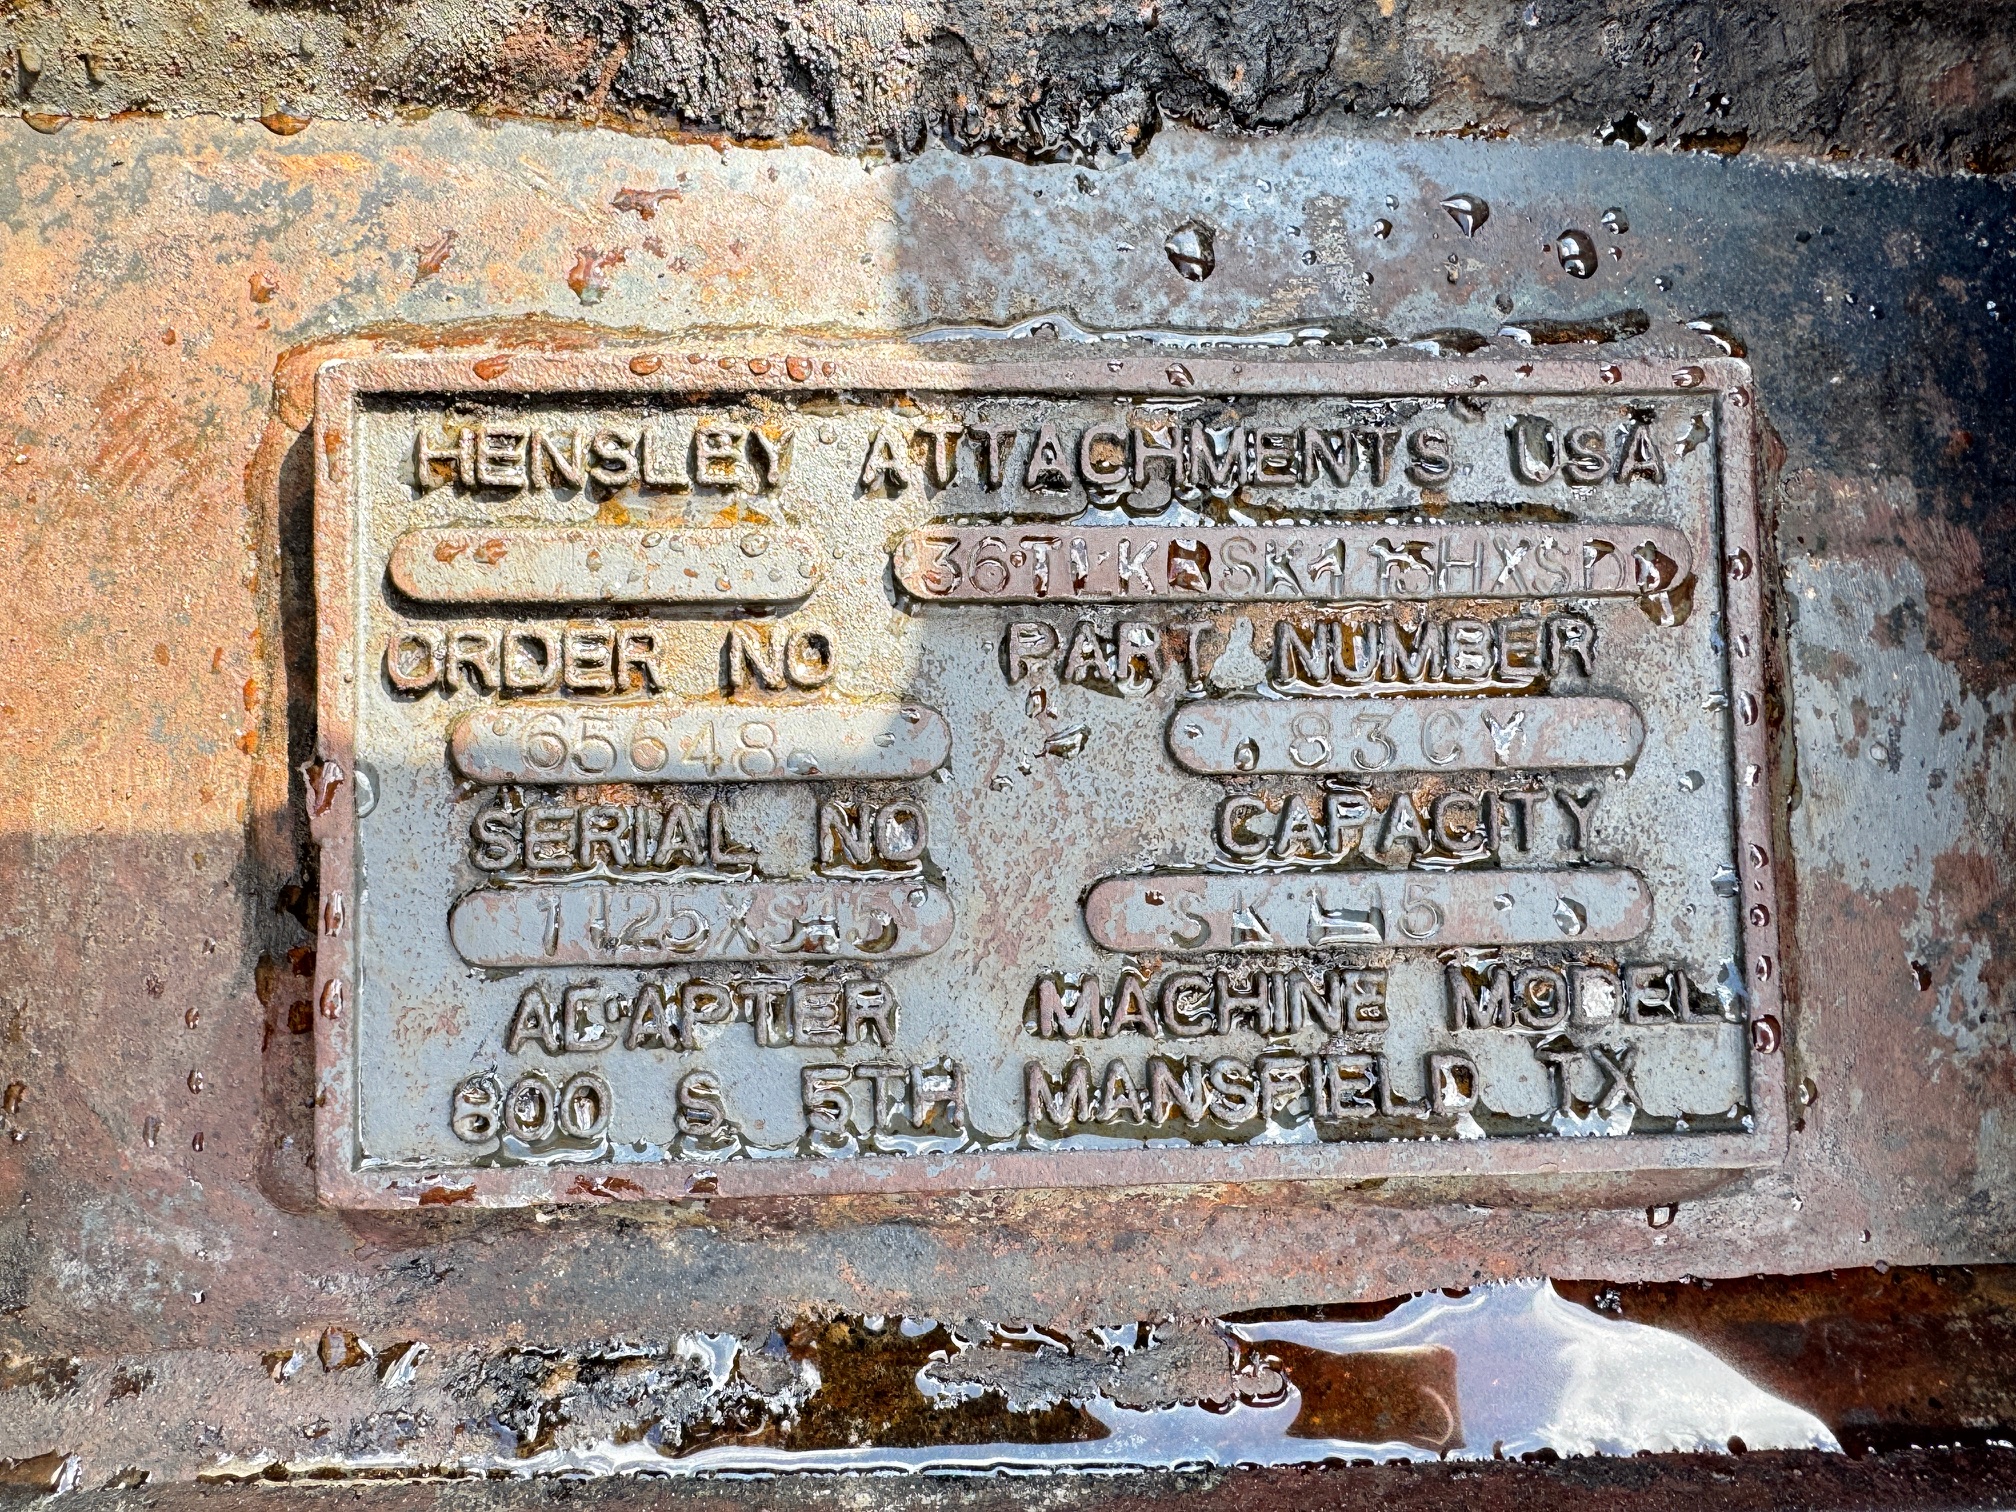 HENSLEY ATTACHMENTS USA
ORDER NO PART NUMBER
65648 .83CY
SERIAL NO CAPACITY
SK115
ADAPTER MACHINE MODEL
800 S 5TH MANSFIELD TX